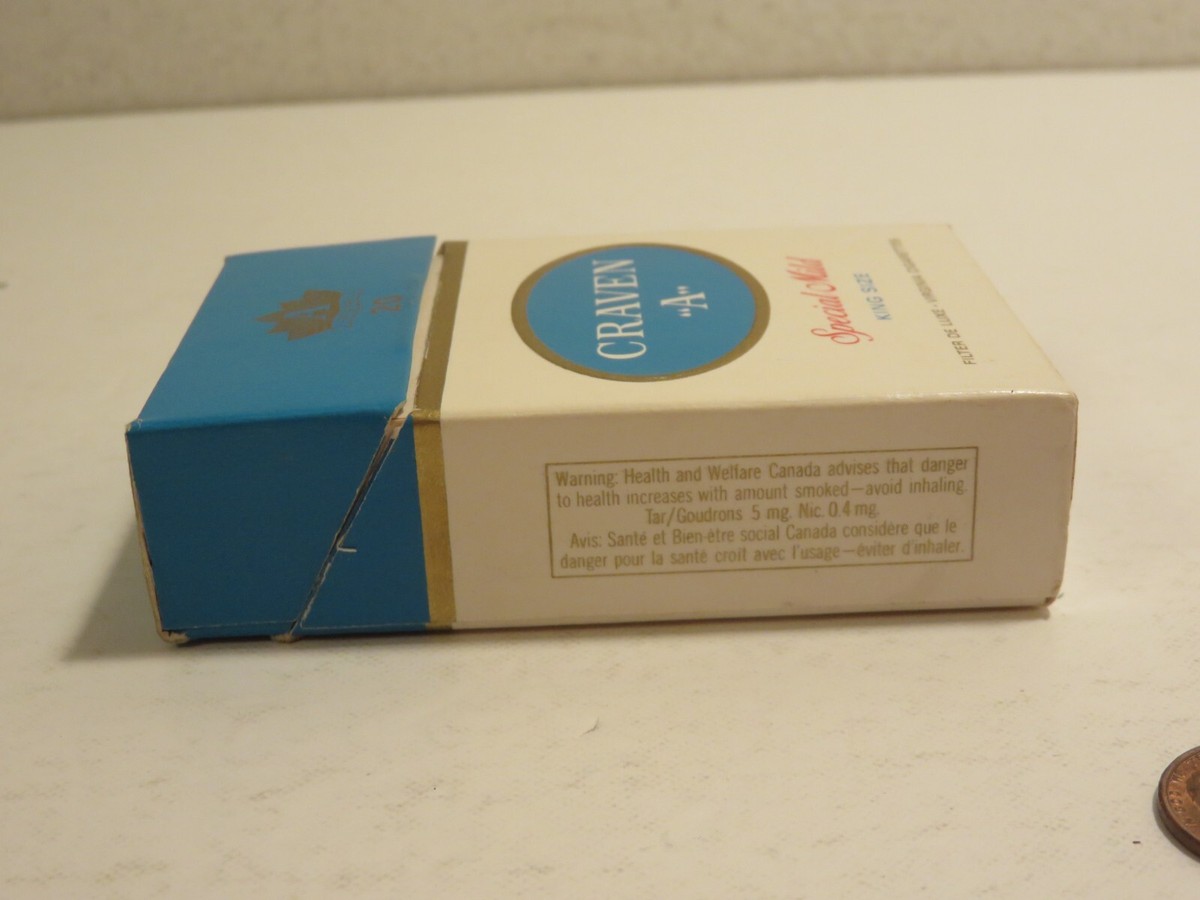 20
CRAVEN
"A"
Special Mild
KING SIZE
FILTER DE LUXE · VIRGINIA CIGARETTES
Warning: Health and Welfare Canada advises that danger
to health increases with amount smoked—avoid inhaling.
Tar/Goudrons 5 mg. Nic. 0.4 mg.
Avis: Santé et Bien-être social Canada considère que le
danger pour la santé croit avec l'usage—éviter d'inhaler.